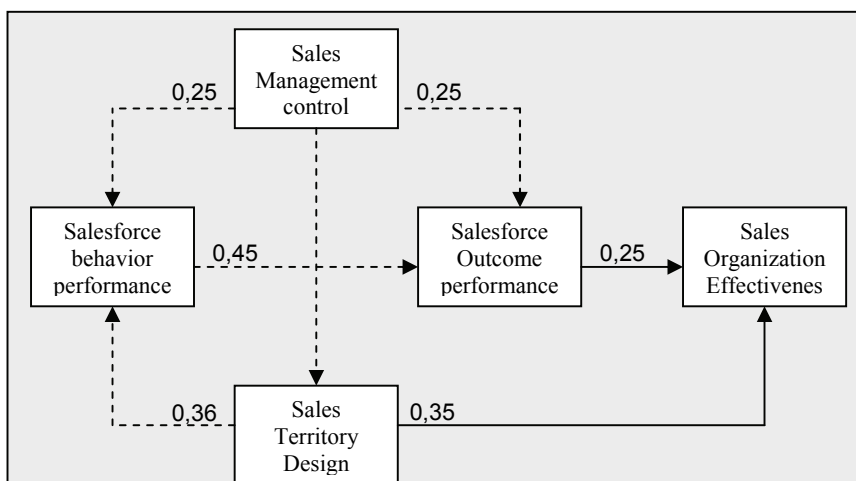 Sales
Management
control
0,25
0,25
Salesforce
behavior
performance
0,45
Salesforce
Outcome
performance
0,25
Sales
Organization
Effectivenes
0,36
Sales
Territory
Design
0,35